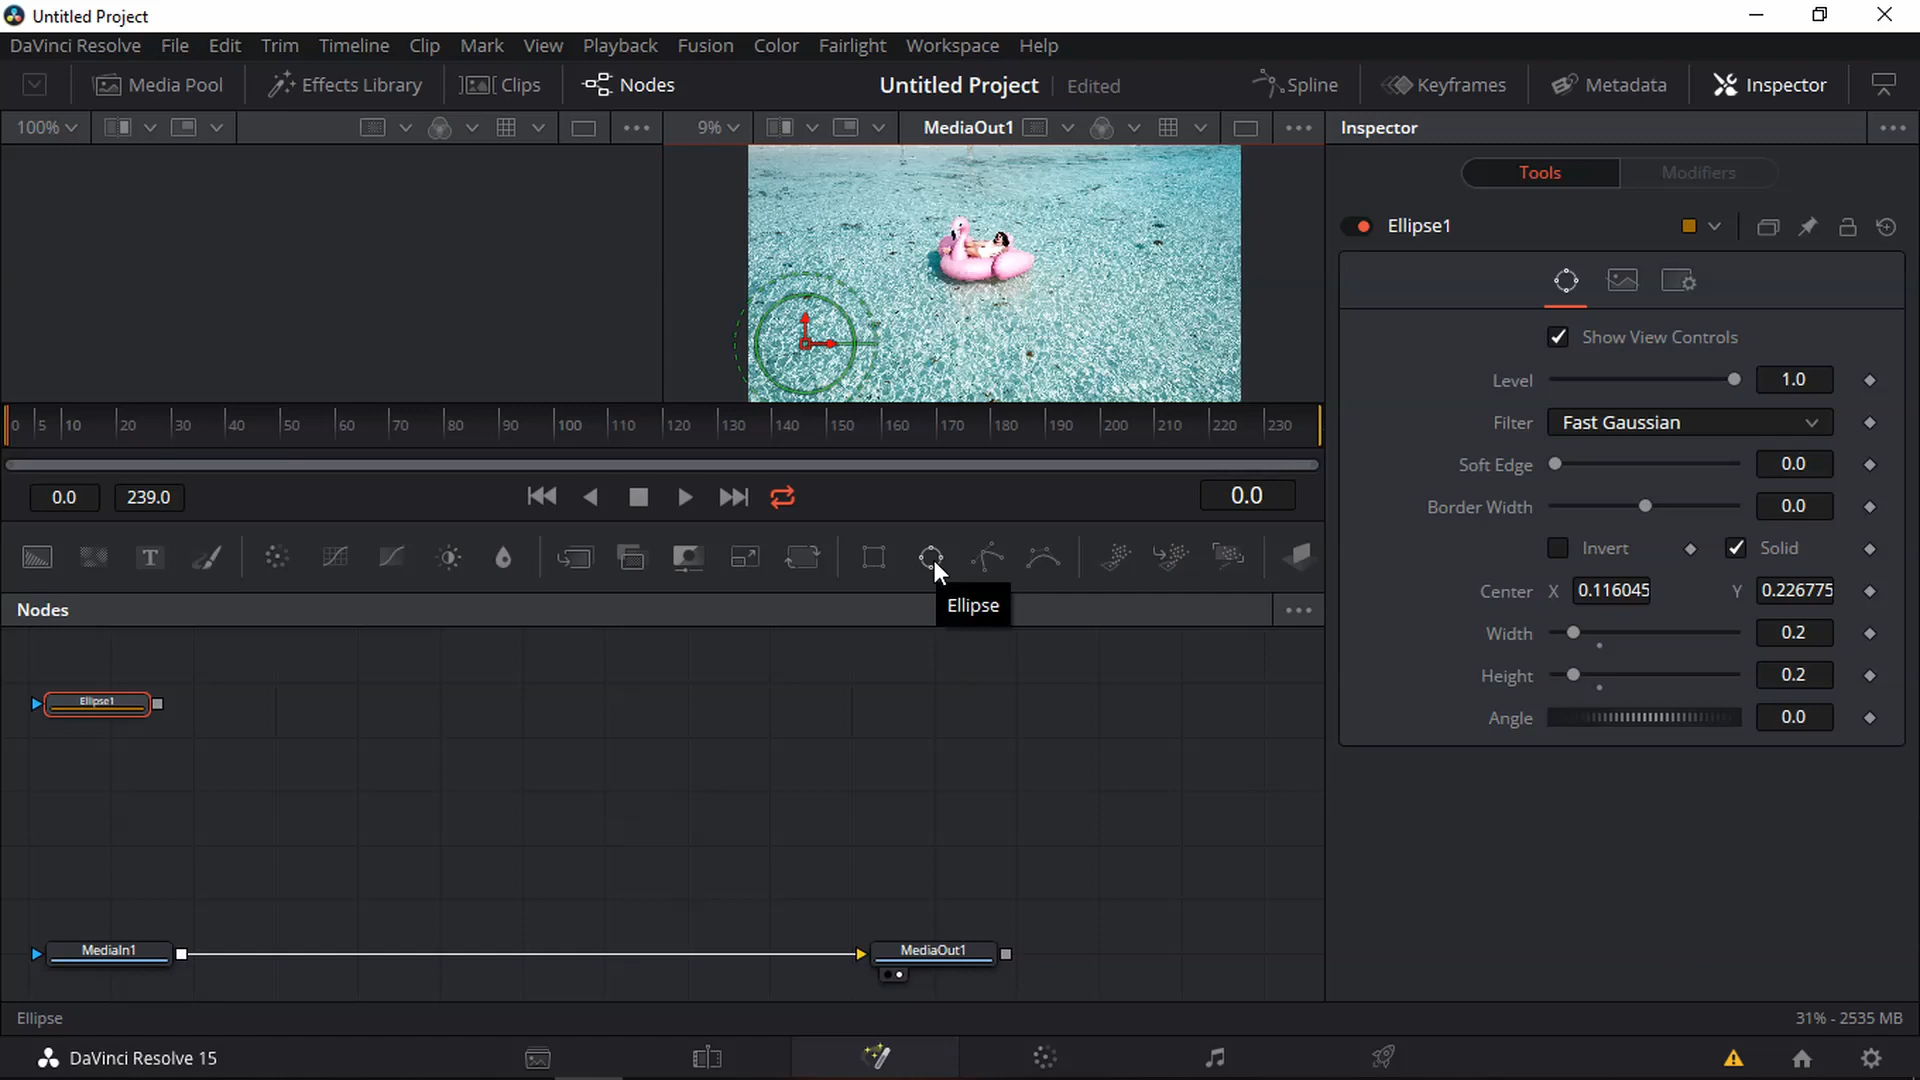 Untitled Project
DaVinci Resolve File Edit Trim Timeline Clip Mark View Playback Fusion Color Fairlight Workspace Help
Media Pool Effects Library Clips Nodes Untitled Project Edited Spline Keyframes Metadata Inspector
100% 9% MediaOut1 Inspector
Tools Modifiers
Ellipse1
Show View Controls
Level 1.0
Filter Fast Gaussian
0 5 10 20 30 40 50 60 70 80 90 100 110 120 130 140 150 160 170 180 190 200 210 220 230
Soft Edge 0.0
0.0 239.0 0.0
Border Width 0.0
Invert Solid
T
Center X 0.116045 Y 0.226775
Nodes Ellipse
Width 0.2
Height 0.2
Ellipse1
Angle 0.0
MediaIn1 MediaOut1
Ellipse 31% - 2535 MB
DaVinci Resolve 15